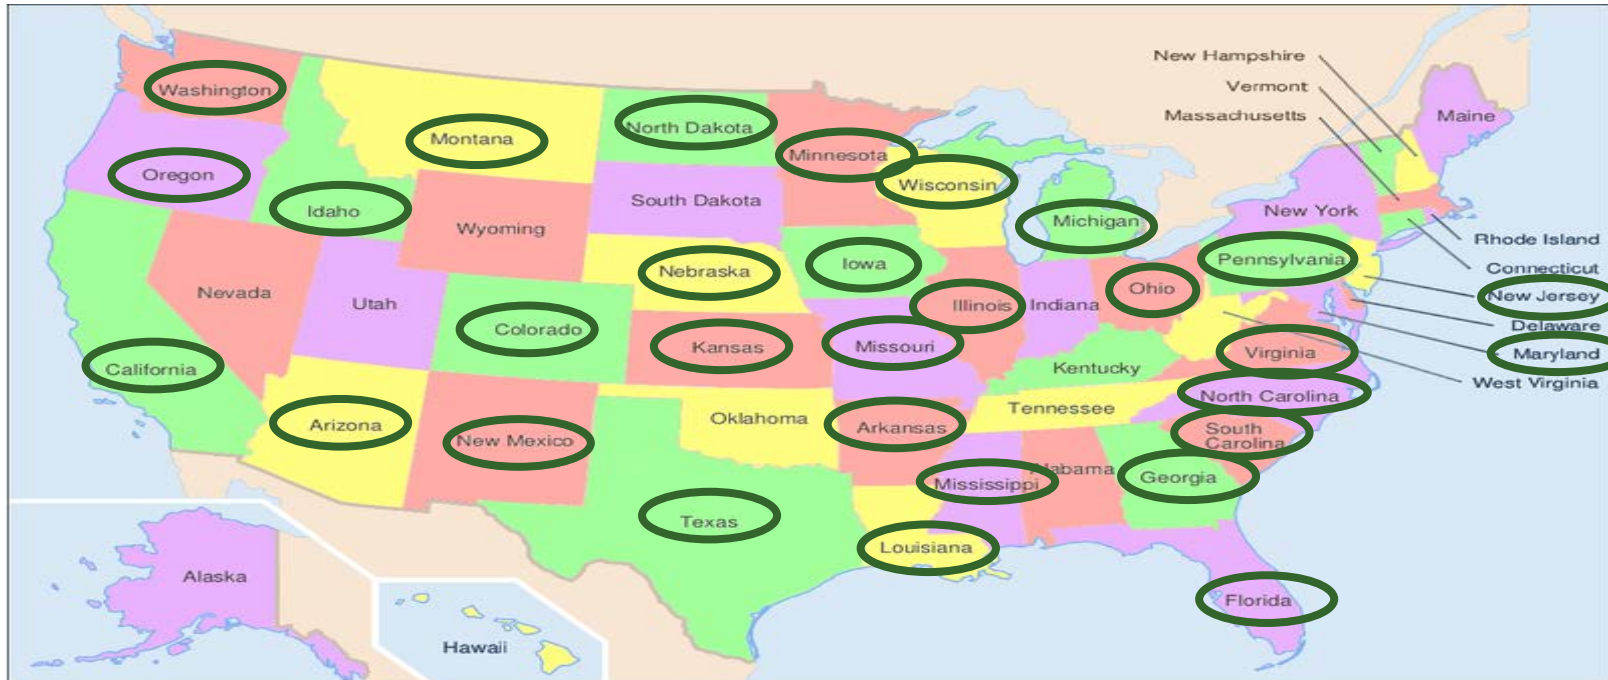 New Hampshire
Vermont
Massachusetts
Maine
Washington
Montana
North Dakota
Minnesota
Oregon
Idaho
South Dakota
Wisconsin
Michigan
New York
Wyoming
Rhode Island
Nebraska
Iowa
Pennsylvania
Connecticut
Nevada
Utah
Colorado
Illinois
Indiana
Ohio
New Jersey
Delaware
California
Kansas
Missouri
Kentucky
Virginia
Maryland
West Virginia
Arizona
New Mexico
Oklahoma
Arkansas
Tennessee
North Carolina
South
Carolina
Texas
Mississippi
Alabama
Georgia
Louisiana
Alaska
Hawaii
Florida